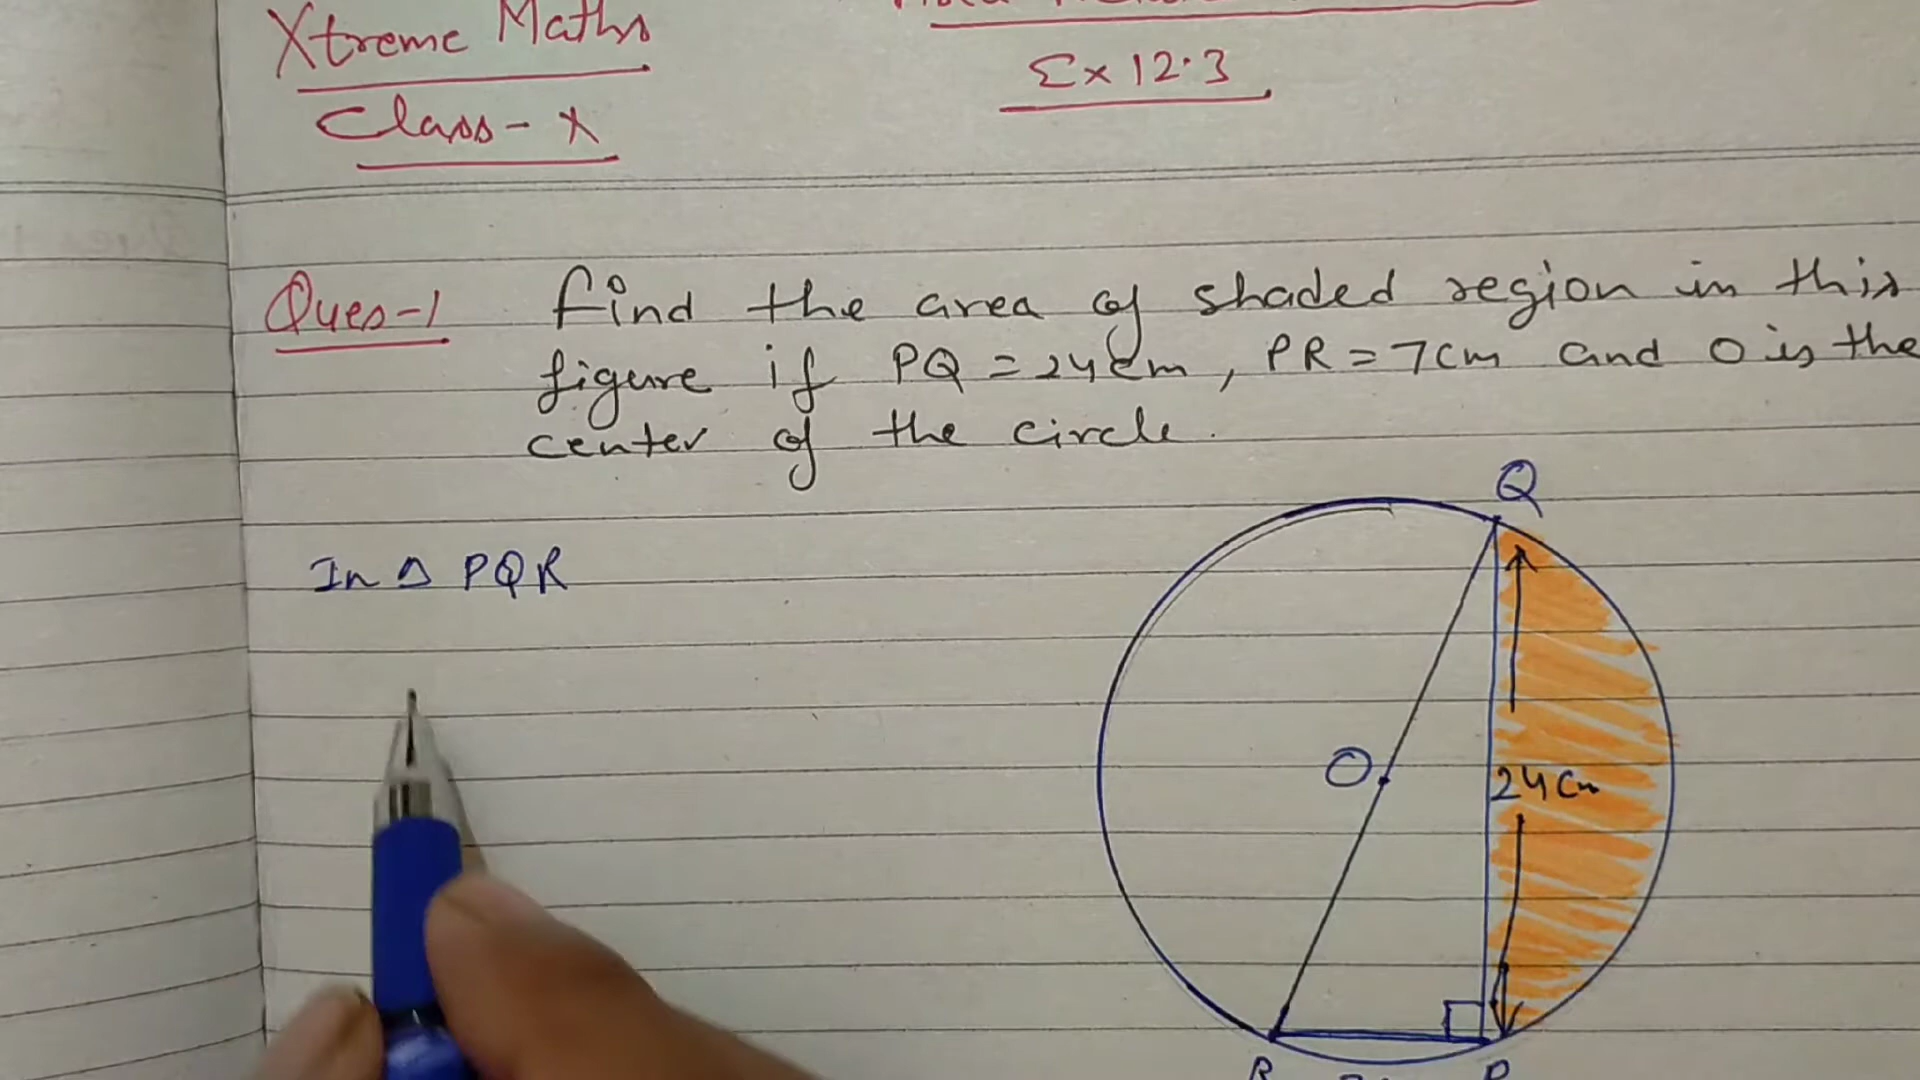 Xtreme Maths
Class-X
Ex 12.3
Ques-1 find the area of shaded region in this
figure if PQ = 24cm, PR = 7cm and O is the
center of the circle.
Q
In Δ PQR
O
24cm
R
P